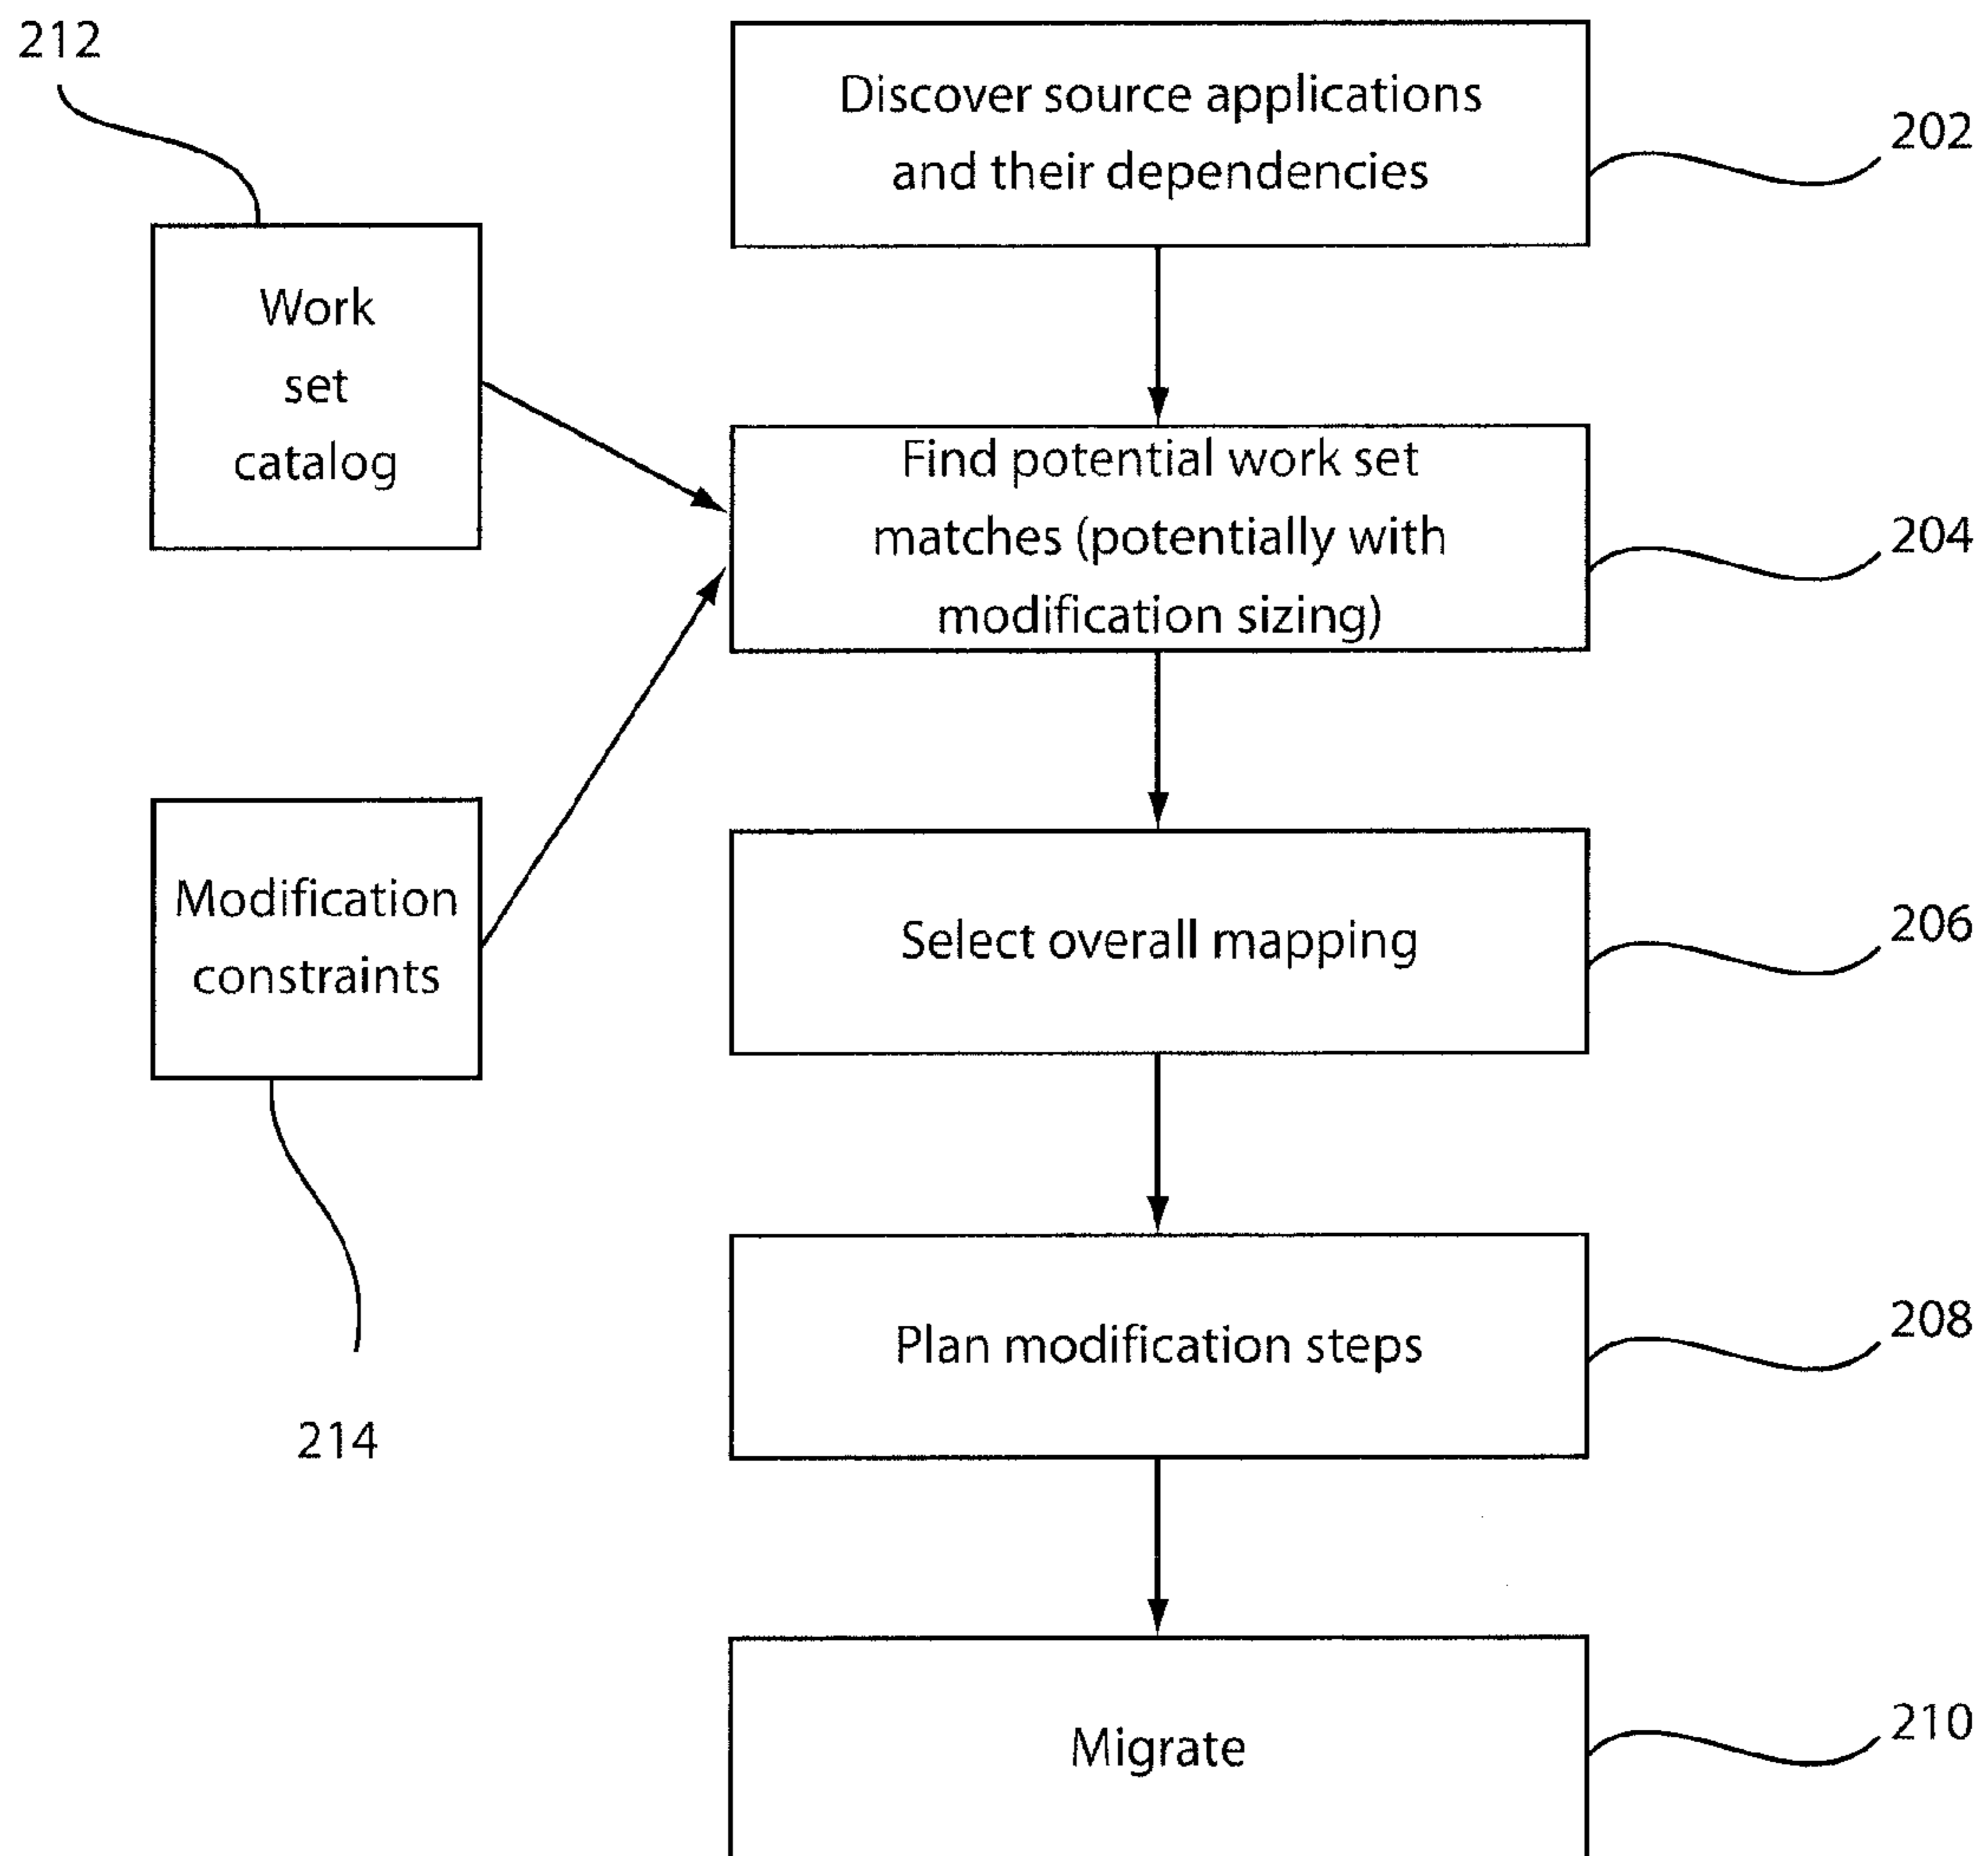 212
Discover source applications
and their dependencies
202
Work
set
catalog
Find potential work set
matches (potentially with
modification sizing)
204
Modification
constraints
Select overall mapping
206
214
Plan modification steps
208
Migrate
210